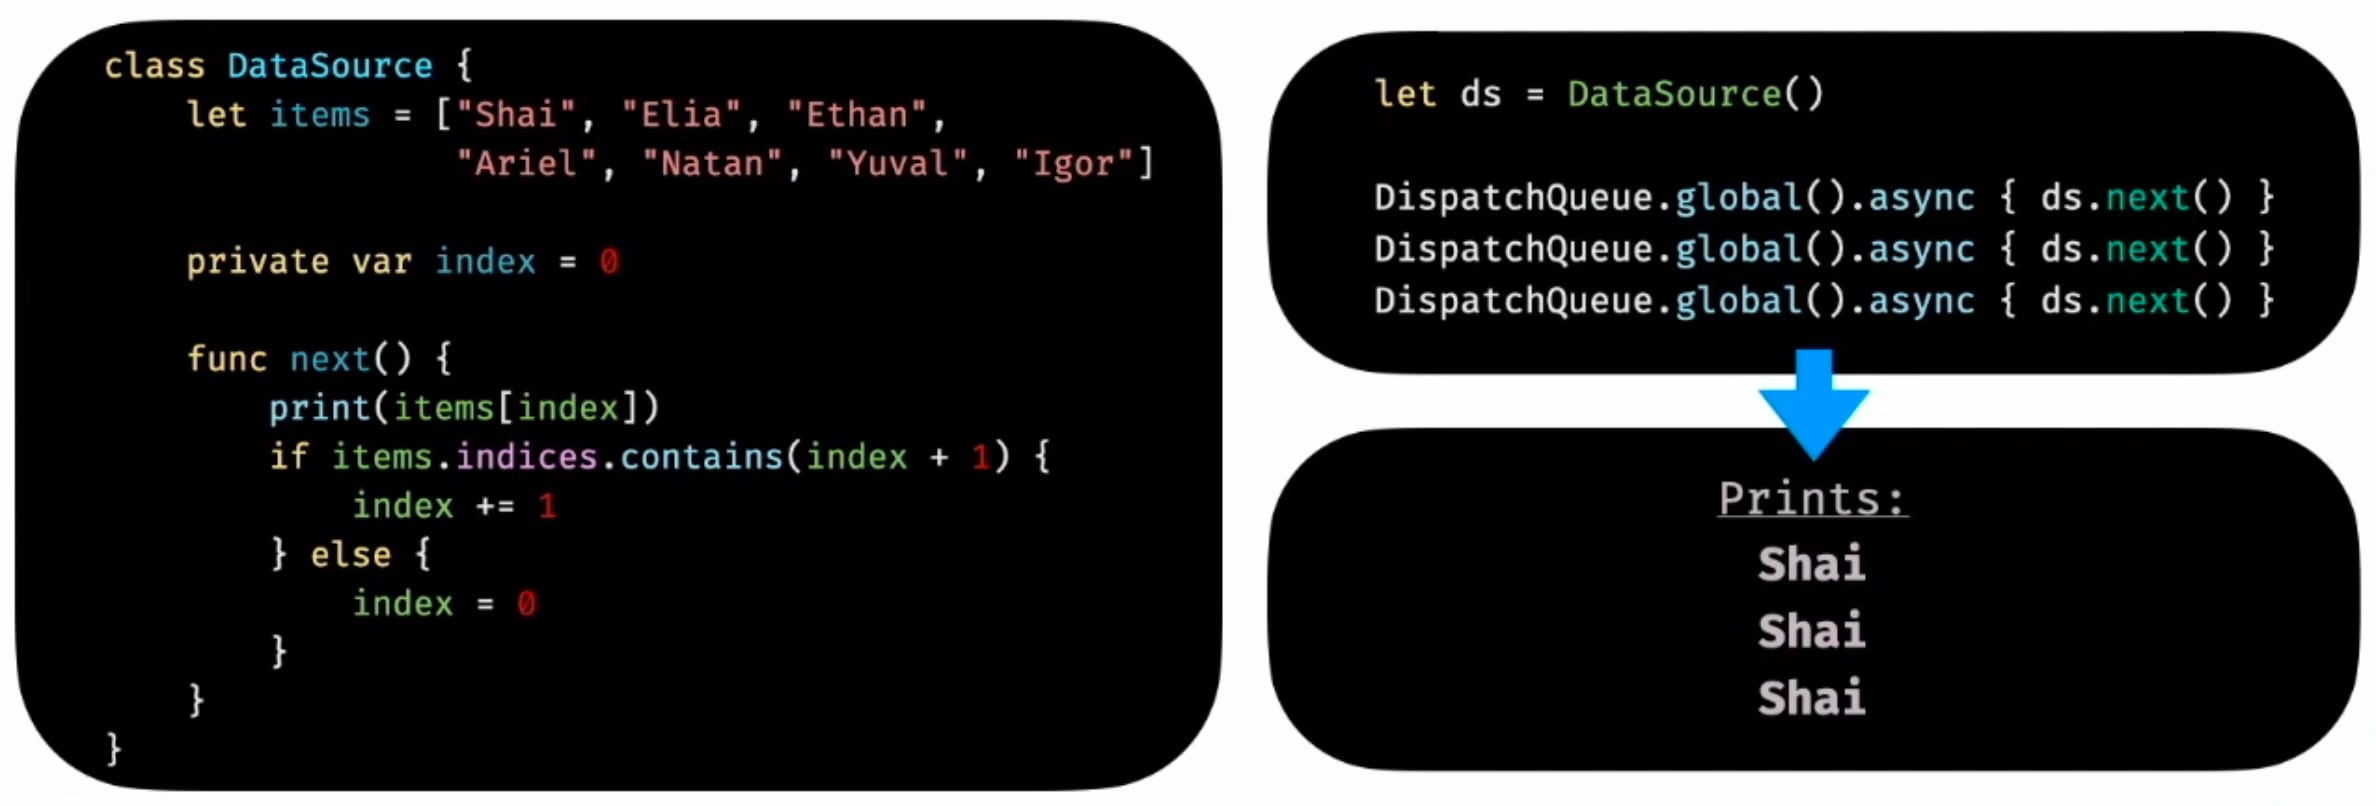 class DataSource {
    let items = ["Shai", "Elia", "Ethan",
                 "Ariel", "Natan", "Yuval", "Igor"]
    private var index = 0
    func next() {
        print(items[index])
        if items.indices.contains(index + 1) {
            index += 1
        } else {
            index = 0
        }
    }
}
let ds = DataSource()
DispatchQueue.global().async { ds.next() }
DispatchQueue.global().async { ds.next() }
DispatchQueue.global().async { ds.next() }
Prints:
Shai
Shai
Shai